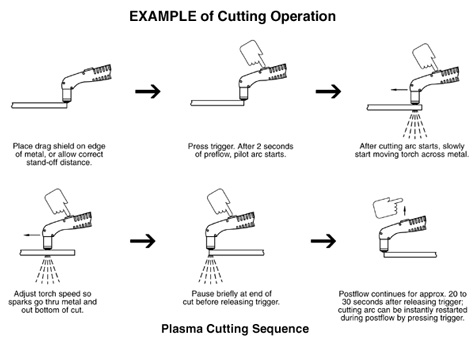 EXAMPLE of Cutting Operation
Place drag shield on edge
of metal, or allow correct
stand-off distance.
Press trigger. After 2 seconds
of preflow, pilot arc starts.
After cutting arc starts, slowly
start moving torch across metal.
Adjust torch speed so
sparks go thru metal and
out bottom of cut.
Pause briefly at end of
cut before releasing trigger.
Postflow continues for approx. 20 to
30 seconds after releasing trigger;
cutting arc can be instantly restarted
during postflow by pressing trigger.
Plasma Cutting Sequence